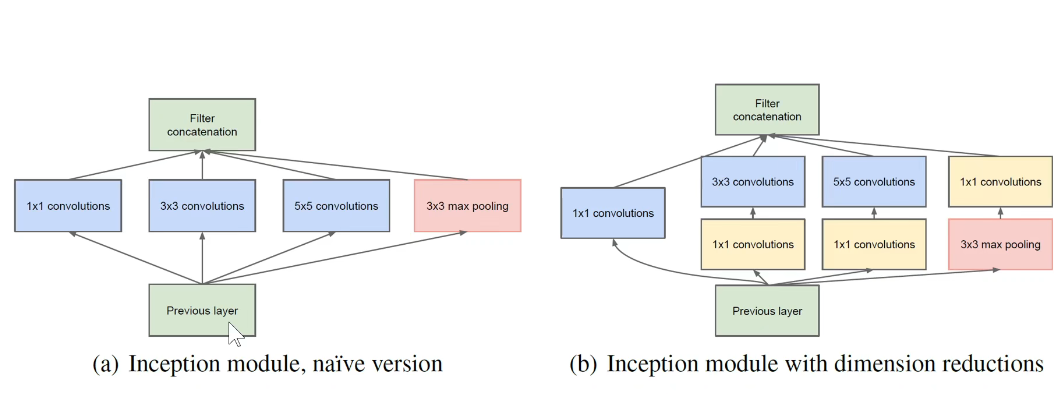 Filter
concatenation
1x1 convolutions
3x3 convolutions
5x5 convolutions
3x3 max pooling
Previous layer
(a) Inception module, naïve version
Filter
concatenation
3x3 convolutions
5x5 convolutions
1x1 convolutions
1x1 convolutions
1x1 convolutions
1x1 convolutions
3x3 max pooling
Previous layer
(b) Inception module with dimension reductions